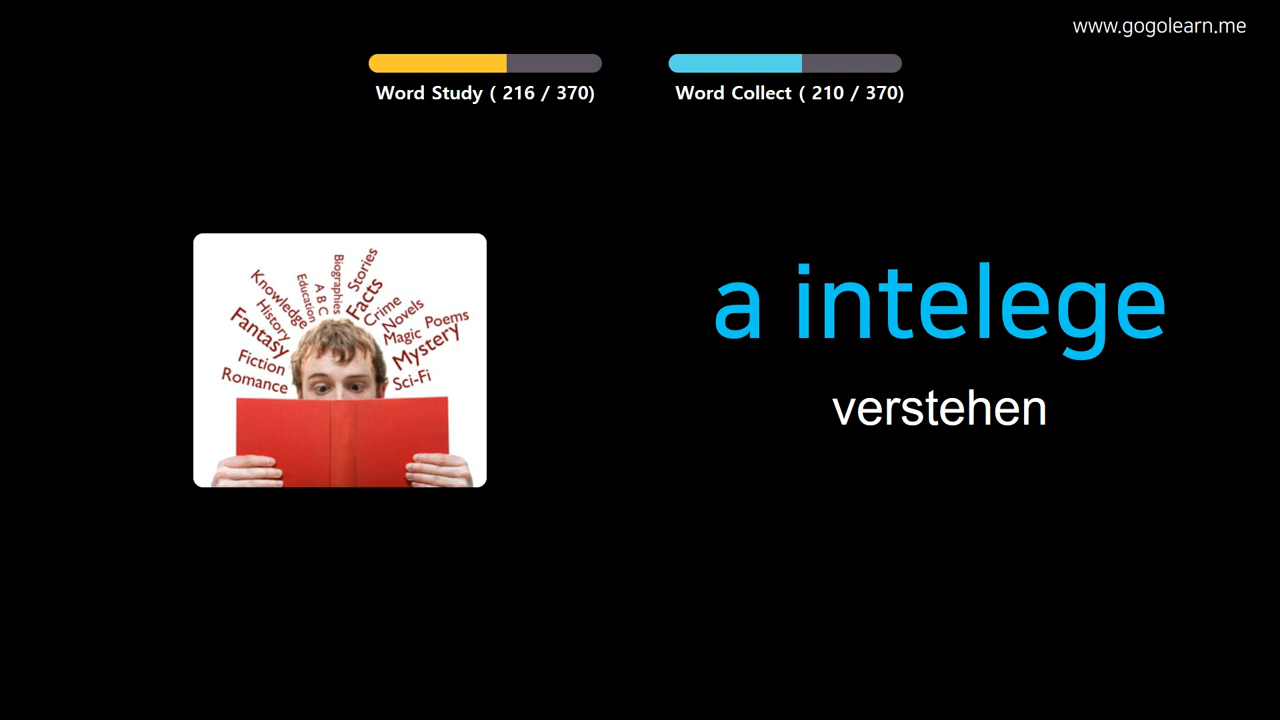 www.gogolearn.me
Word Study ( 216 / 370)
Word Collect ( 210 / 370)
a intelege
verstehen
Stories
Biographies
Facts
A B C
Education
Knowledge
Crime
History
Novels
Fantasy
Poems
Magic
Mystery
Fiction
Romance
Sci-Fi